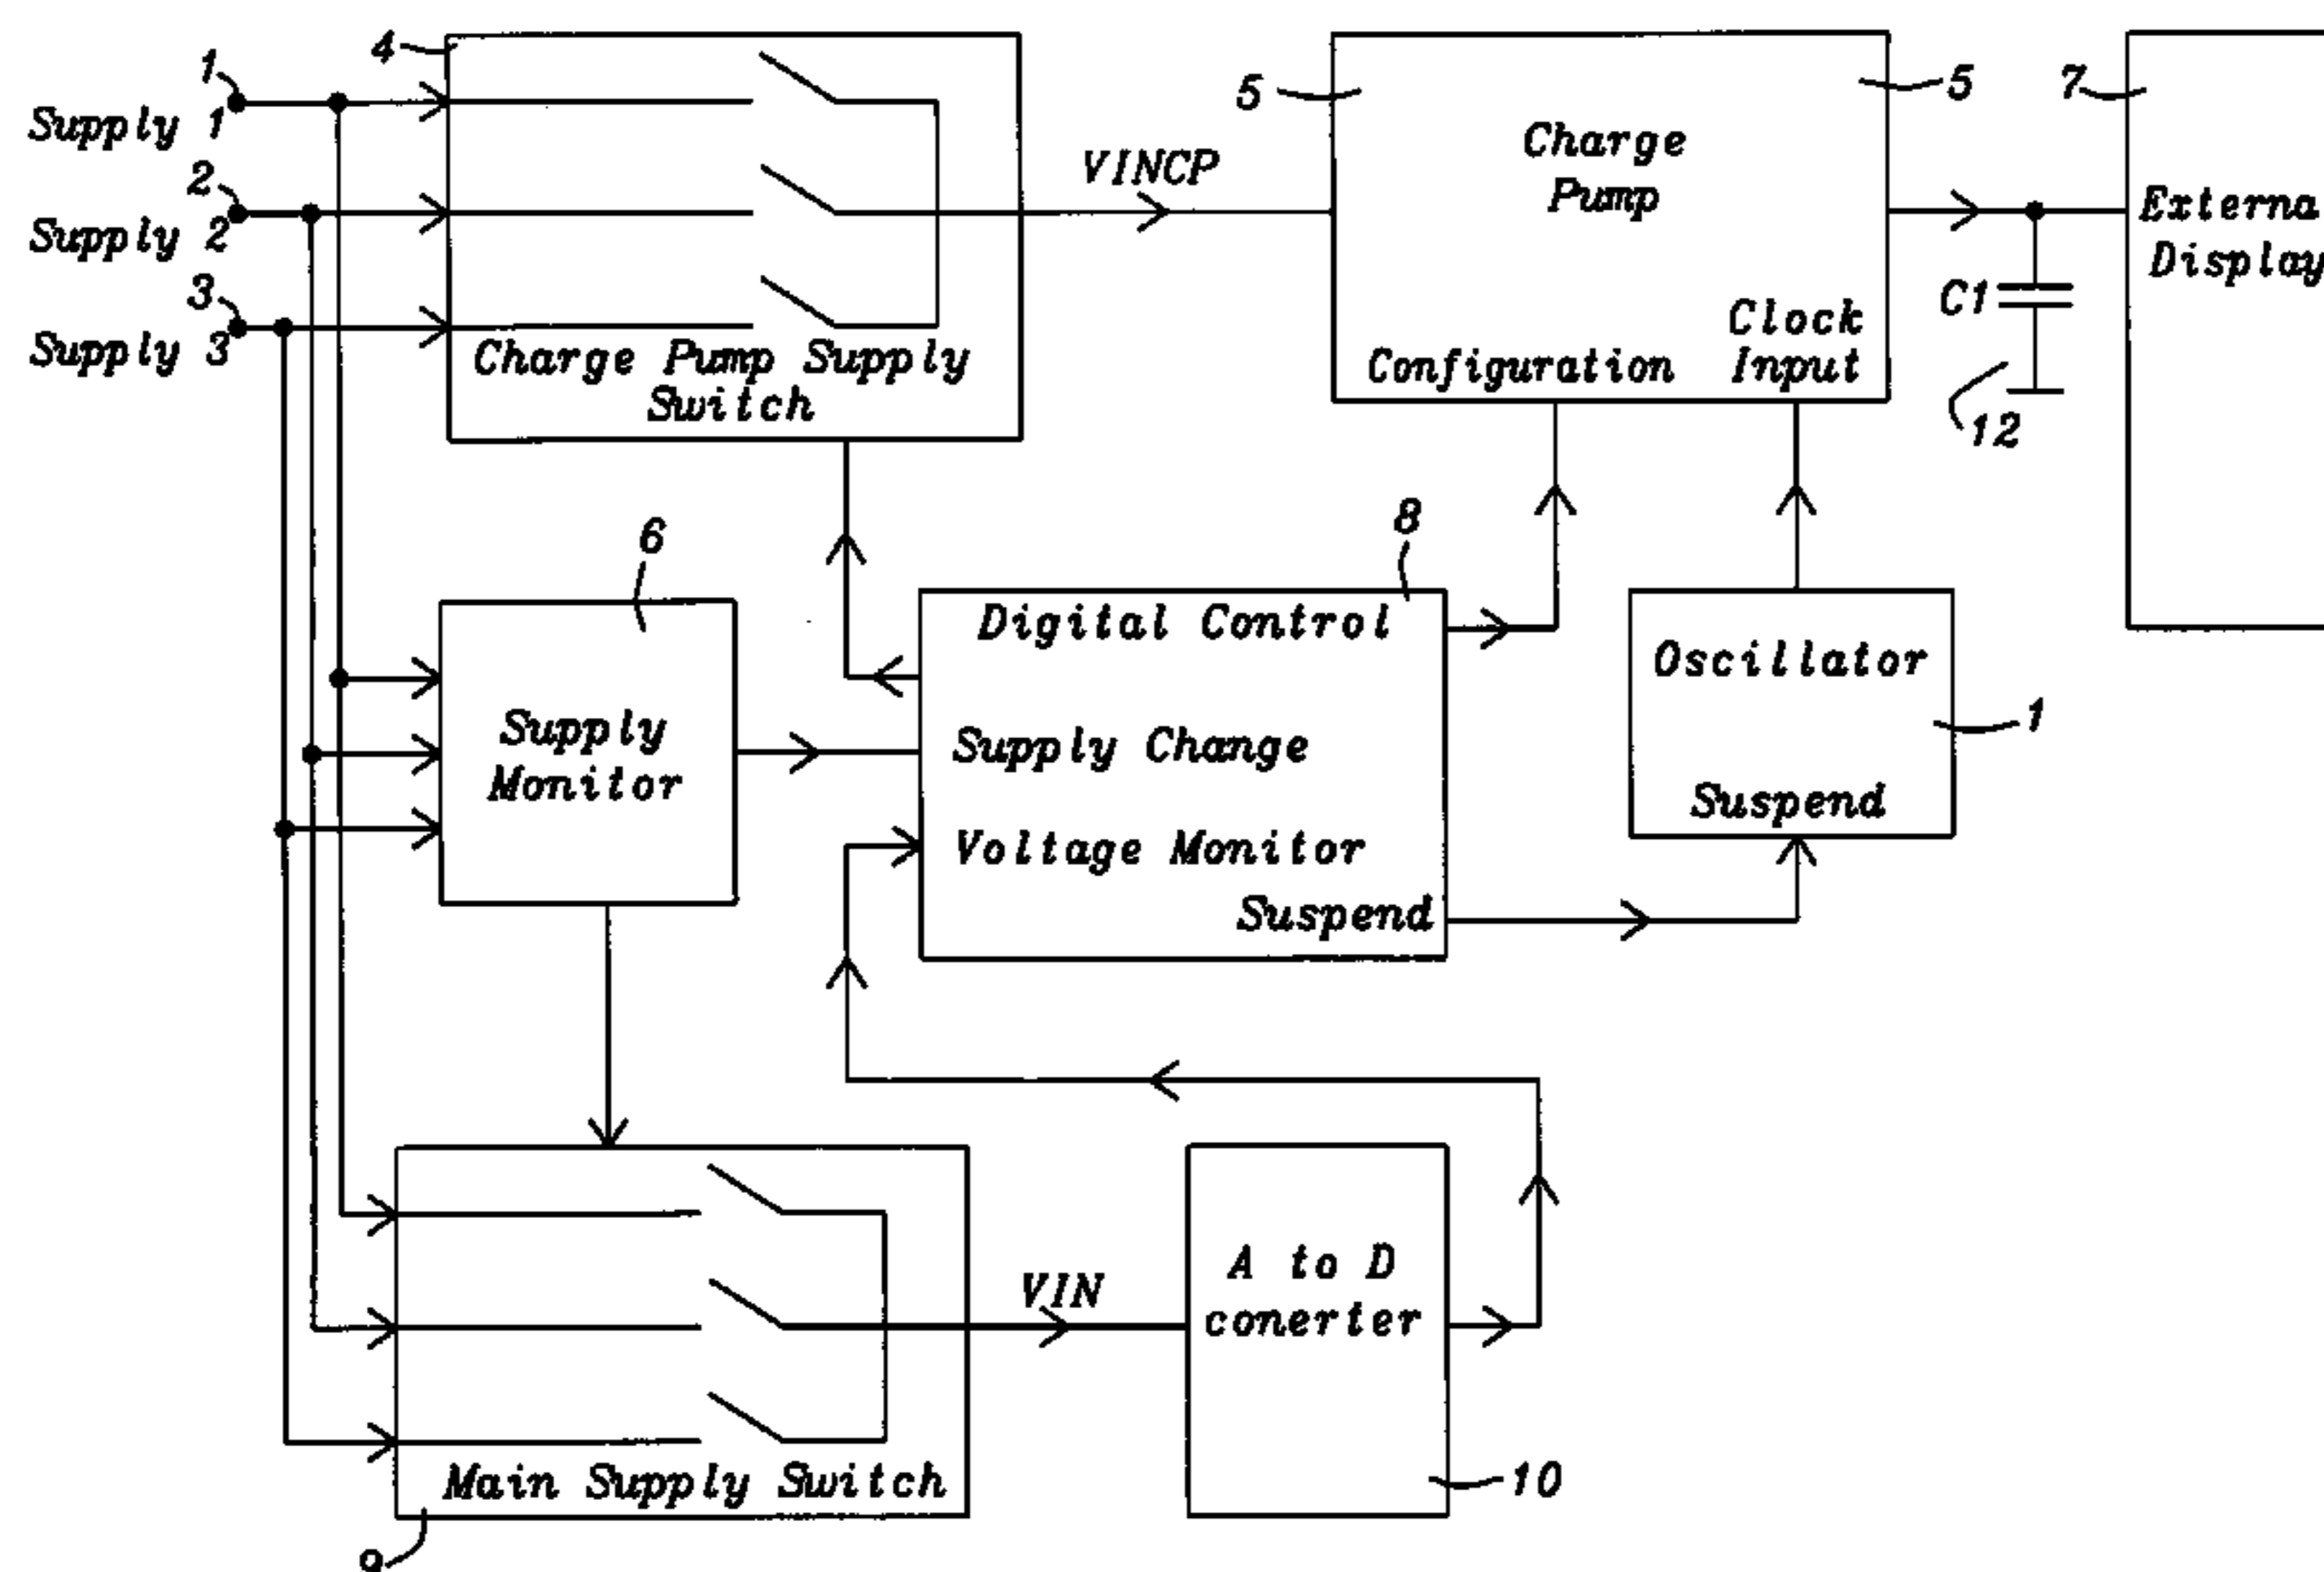 1
Supply 1
2
Supply 2
3
Supply 3
4
Charge Pump Supply
Switch
VINCP
5
5
Charge
Pump
Configuration
Clock
Input
7
Externa
Display
C1
12
6
Supply
Monitor
8
Digital Control
Supply Change
Voltage Monitor
Suspend
Oscillator
1
Suspend
Main Supply Switch
9
VIN
A to D
conerter
10